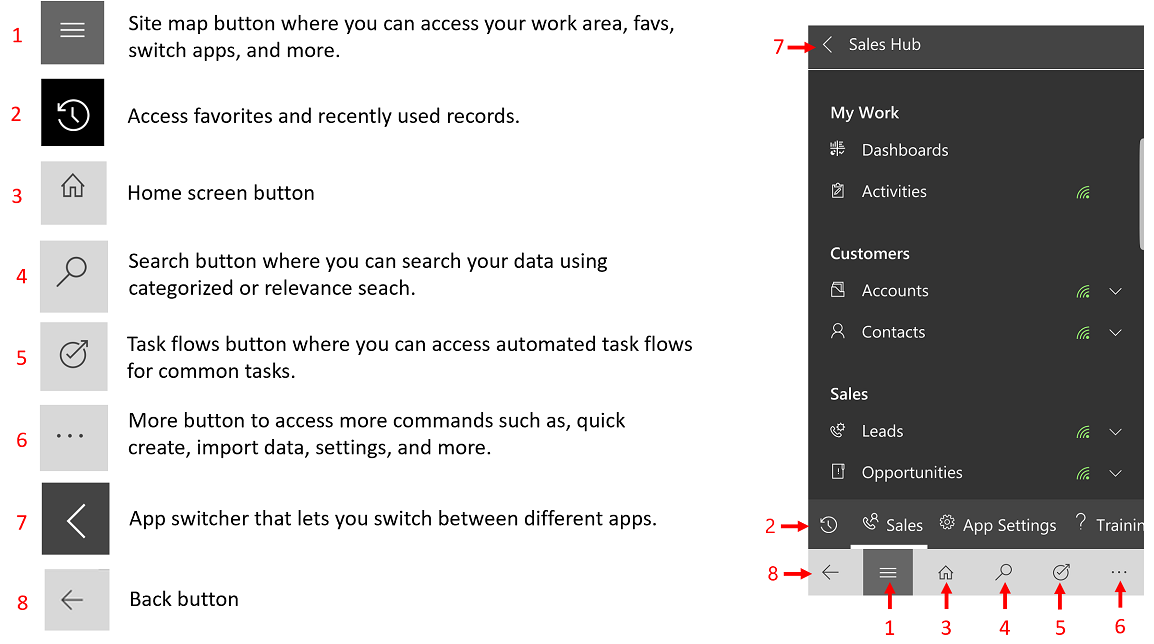 1
Site map button where you can access your work area, favs,
switch apps, and more.
2
Access favorites and recently used records.
3
Home screen button
4
Search button where you can search your data using
categorized or relevance seach.
5
Task flows button where you can access automated task flows
for common tasks.
6
More button to access more commands such as, quick
create, import data, settings, and more.
7
App switcher that lets you switch between different apps.
8
Back button
7
Sales Hub
My Work
Dashboards
Activities
Customers
Accounts
Contacts
Sales
Leads
Opportunities
2
Sales App Settings ? Trainin
8
1 3 4 5 6